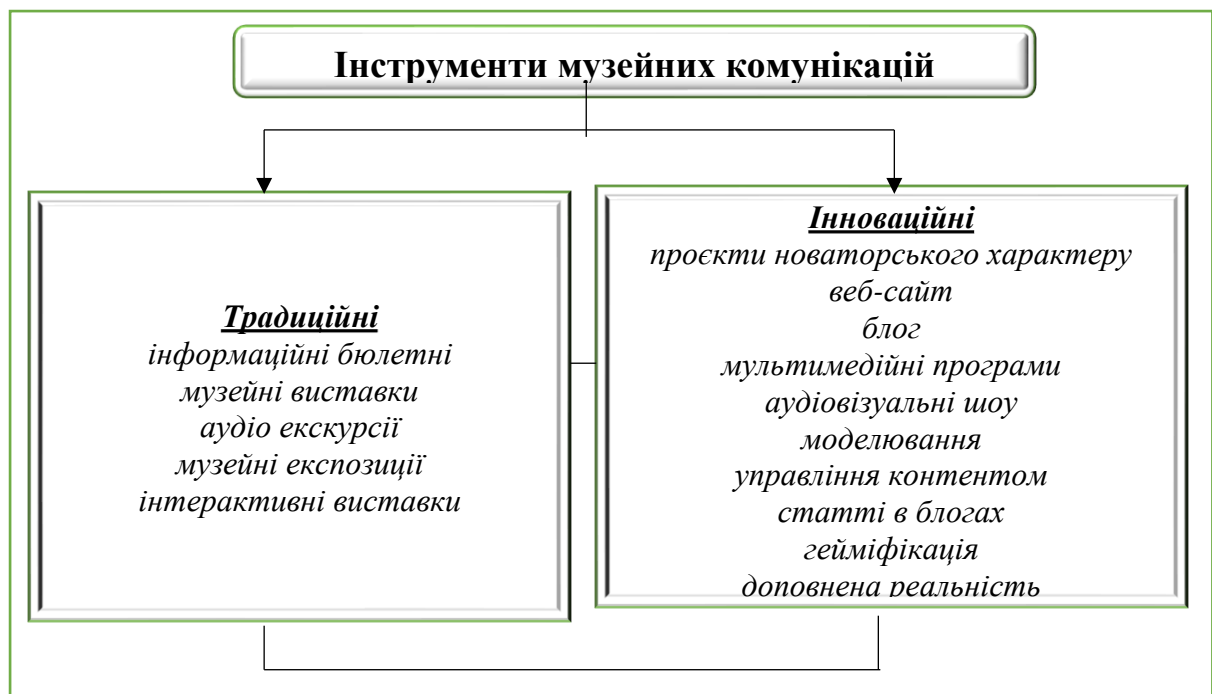 Інструменти музейних комунікацій
Традиційні
інформаційні бюлетні
музейні виставки
аудіо екскурсії
музейні експозиції
інтерактивні виставки
Інноваційні
проєкти новаторського характеру
веб-сайт
блог
мультимедійні програми
аудіовізуальні шоу
моделювання
управління контентом
статті в блогах
гейміфікація
доповнена реальність